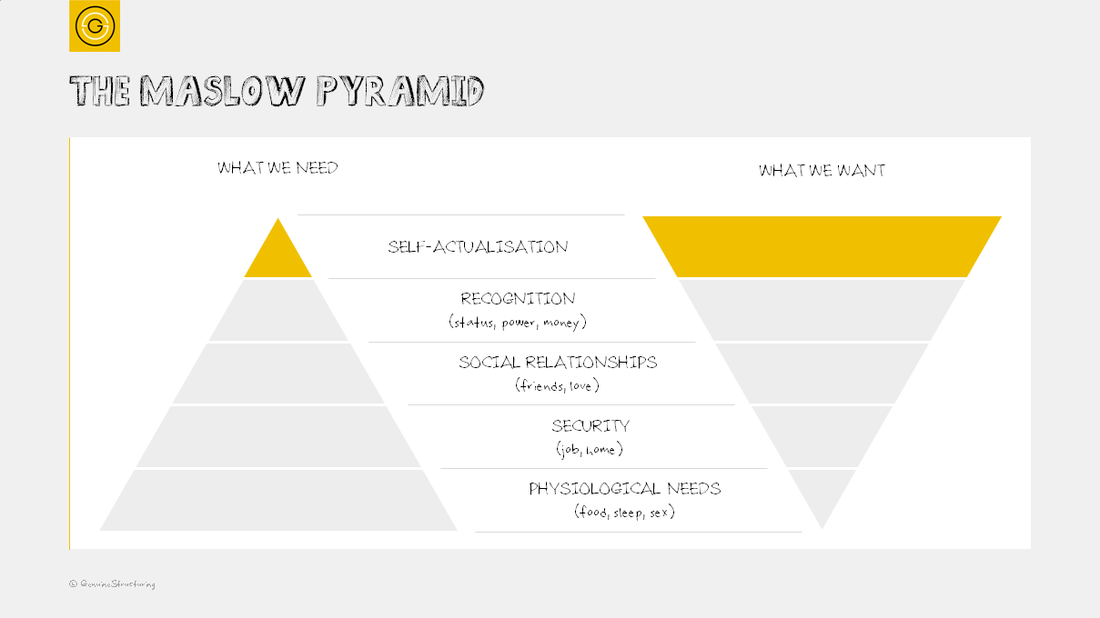 THE MASLOW PYRAMID
WHAT WE NEED
WHAT WE WANT
SELF-ACTUALISATION
RECOGNITION
(status, power, money)
SOCIAL RELATIONSHIPS
(friends, love)
SECURITY
(job, home)
PHYSIOLOGICAL NEEDS
(food, sleep, sex)
© GenuineStructuring